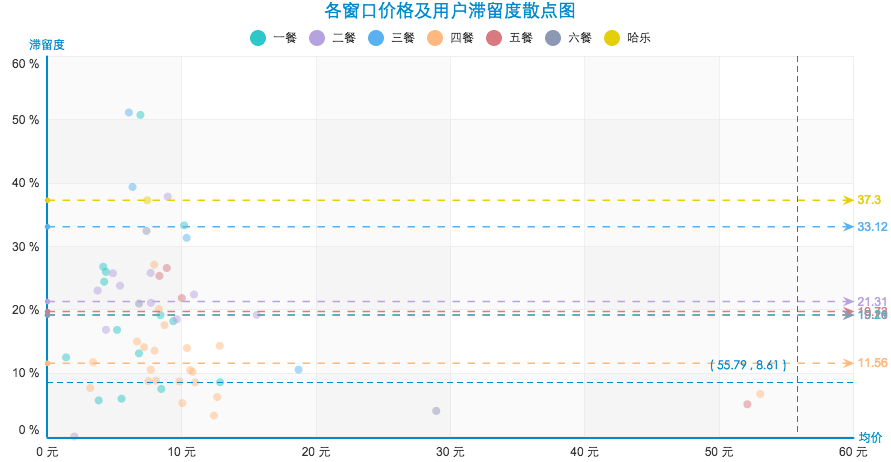 各窗口价格及用户滞留度散点图
一餐 二餐 三餐 四餐 五餐 六餐 哈乐
滞留度
60 %
50 %
40 %
37.3
33.12
30 %
21.31
20 %
11.56
( 55.79 , 8.61 )
10 %
0 %
均价
0 元 10 元 20 元 30 元 40 元 50 元 60 元